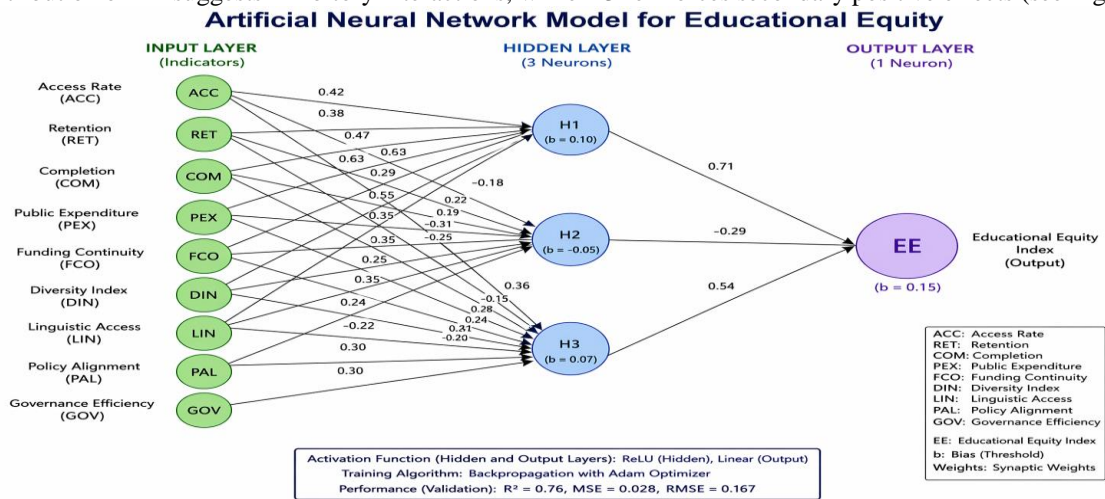 Artificial Neural Network Model for Educational Equity
INPUT LAYER
(Indicators)
HIDDEN LAYER
(3 Neurons)
OUTPUT LAYER
(1 Neuron)
Access Rate
(ACC)
ACC
Retention
(RET)
RET
Completion
(COM)
COM
Public Expenditure
(PEX)
PEX
Funding Continuity
(FCO)
FCO
Diversity Index
(DIN)
DIN
Linguistic Access
(LIN)
LIN
Policy Alignment
(PAL)
PAL
Governance Efficiency
(GOV)
GOV
0.42
0.38
0.47
0.63
0.63
0.29
-0.18
0.55
0.22
0.35
0.19
-0.31
0.35
-0.25
0.25
0.35
0.36
-0.15
0.24
0.28
0.24
-0.22
-0.20
0.30
0.30
H1
(b = 0.10)
H2
(b = -0.05)
H3
(b = 0.07)
0.71
-0.29
0.54
EE
(b = 0.15)
Educational Equity
Index
(Output)
ACC: Access Rate
RET: Retention
COM: Completion
PEX: Public Expenditure
FCO: Funding Continuity
DIN: Diversity Index
LIN: Linguistic Access
PAL: Policy Alignment
GOV: Governance Efficiency
EE: Educational Equity Index
b: Bias (Threshold)
Weights: Synaptic Weights
Activation Function (Hidden and Output Layers): ReLU (Hidden), Linear (Output)
Training Algorithm: Backpropagation with Adam Optimizer
Performance (Validation): R² = 0.76, MSE = 0.028, RMSE = 0.167